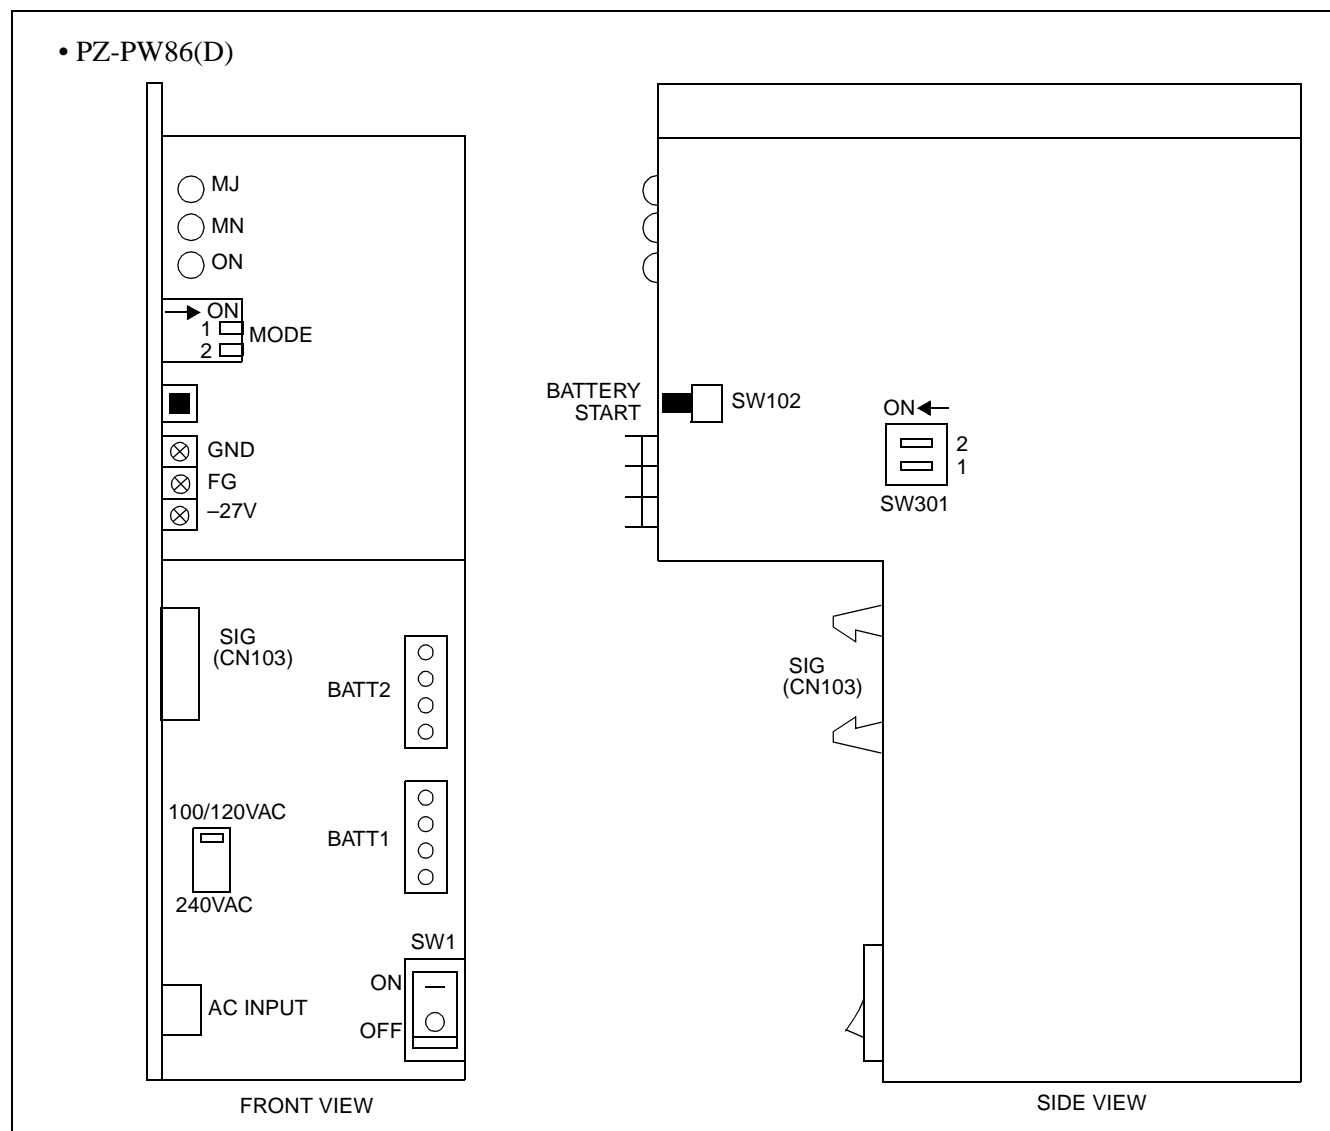 • PZ-PW86(D)
MJ
MN
ON
ON
1
MODE
2
GND
FG
–27V
SIG
(CN103)
BATT2
100/120VAC
BATT1
240VAC
SW1
ON
AC INPUT
OFF
FRONT VIEW
BATTERY
START
SW102
ON
2
1
SW301
SIG
(CN103)
SIDE VIEW